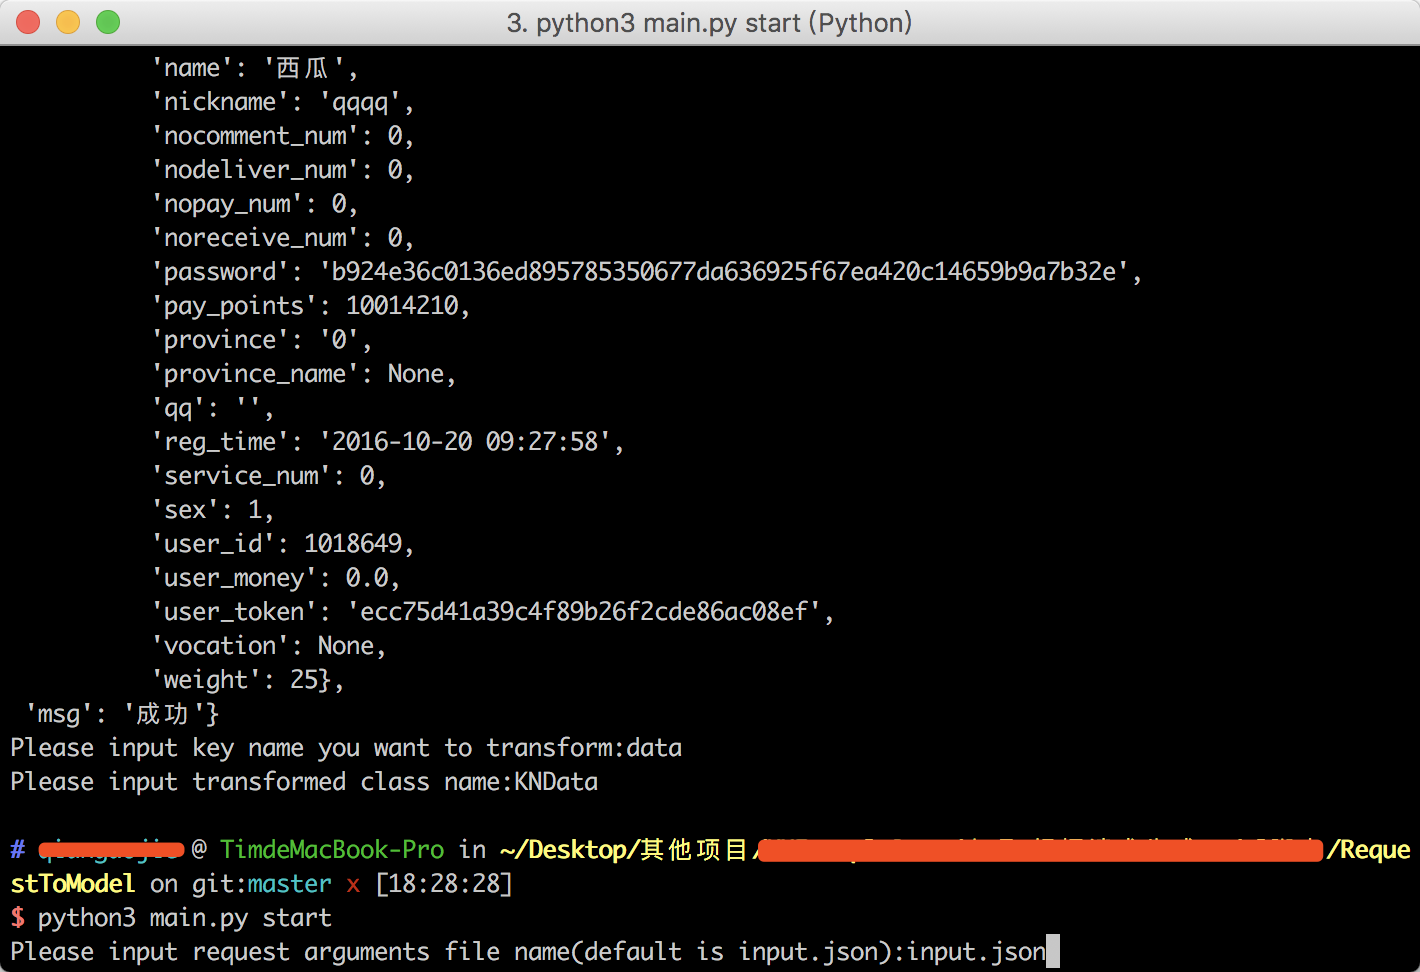 3. python3 main.py start (Python)
'name': '西瓜',
'nickname': 'qqqq',
'nocomment_num': 0,
'nodeliver_num': 0,
'nopay_num': 0,
'noreceive_num': 0,
'password': 'b924e36c0136ed895785350677da636925f67ea420c14659b9a7b32e',
'pay_points': 10014210,
'province': '0',
'province_name': None,
'qq': '',
'reg_time': '2016-10-20 09:27:58',
'service_num': 0,
'sex': 1,
'user_id': 1018649,
'user_money': 0.0,
'user_token': 'ecc75d41a39c4f89b26f2cde86ac08ef',
'vocation': None,
'weight': 25},
'msg': '成功'}
Please input key name you want to transform:data
Please input transformed class name:KNData
# @ TimdeMacBook-Pro in ~/Desktop/其他项目/ /Reque
stToModel on git:master x [18:28:28]
$ python3 main.py start
Please input request arguments file name(default is input.json):input.json